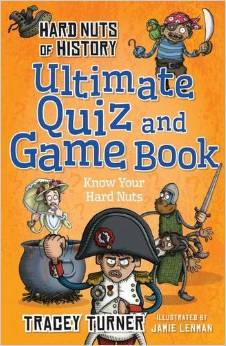 HARD NUTS
OF HISTORY
Ultimate
Quiz and
Game Book
Know Your
Hard Nuts
TRACEY TURNER
ILLUSTRATED BY
JAMIE LENMAN